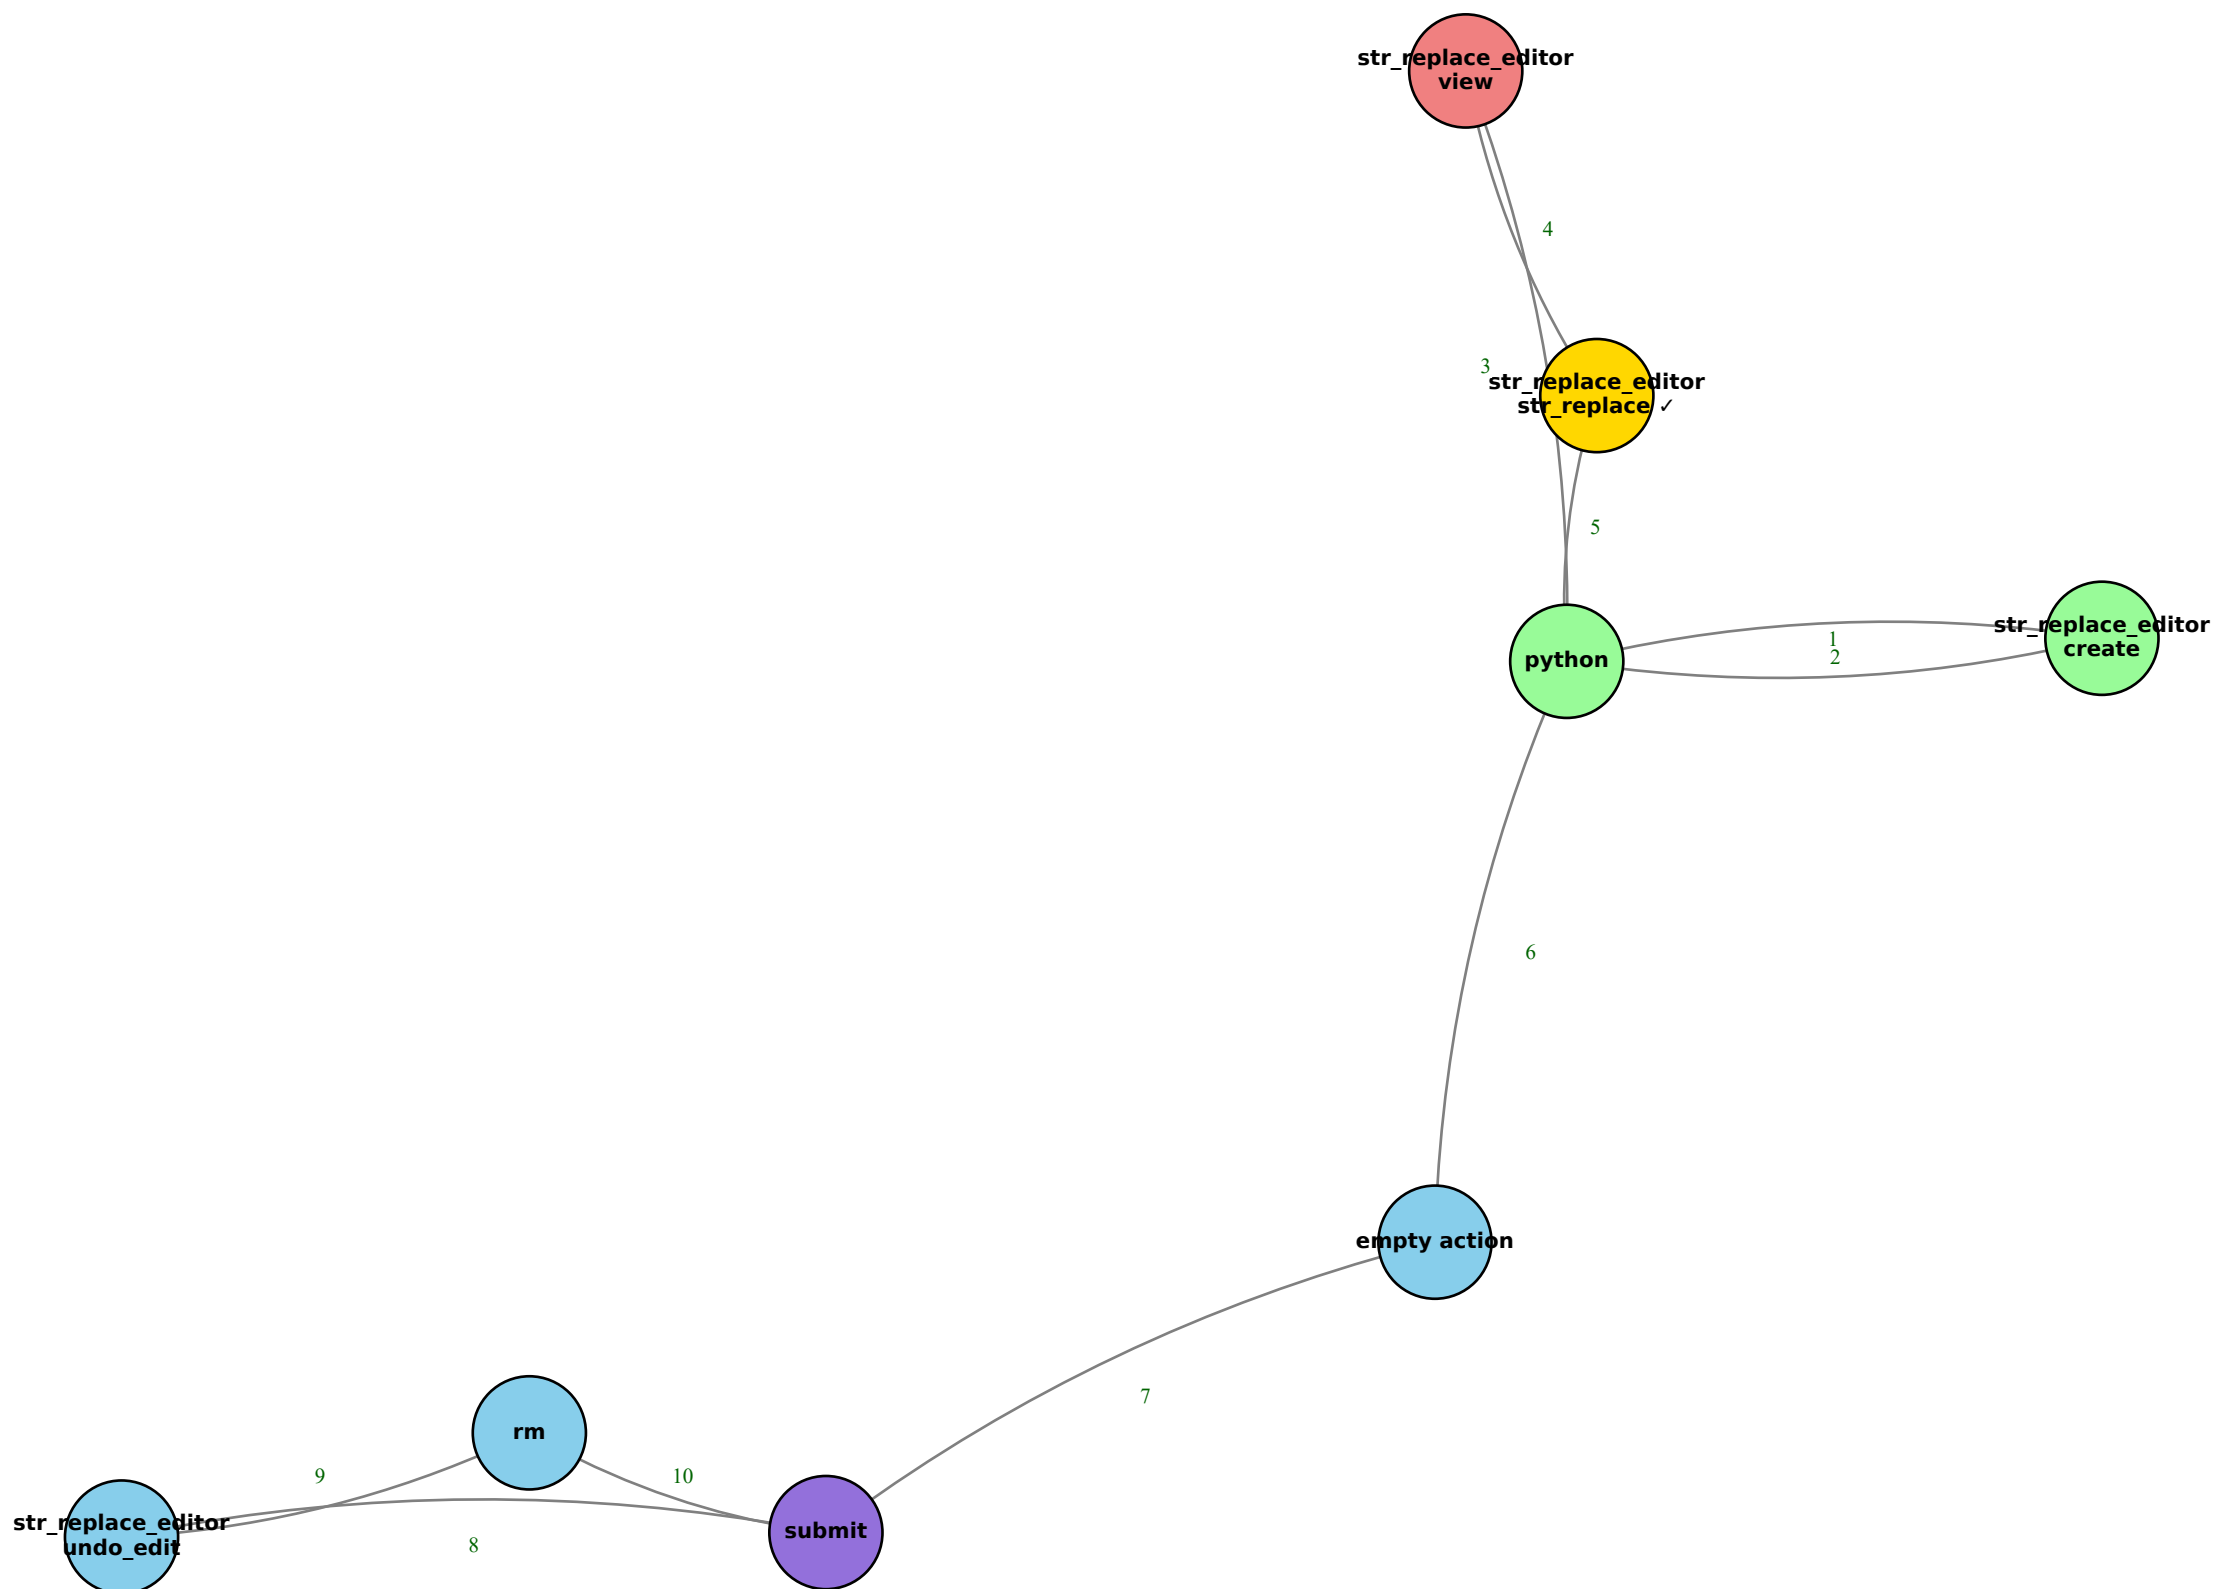 str_replace_editor
view
4
3
str_replace_editor
str_replace ✓
5
1
2
str_replace_editor
create
python
6
empty action
7
rm
9
10
str_replace_editor
undo_edit
8
submit